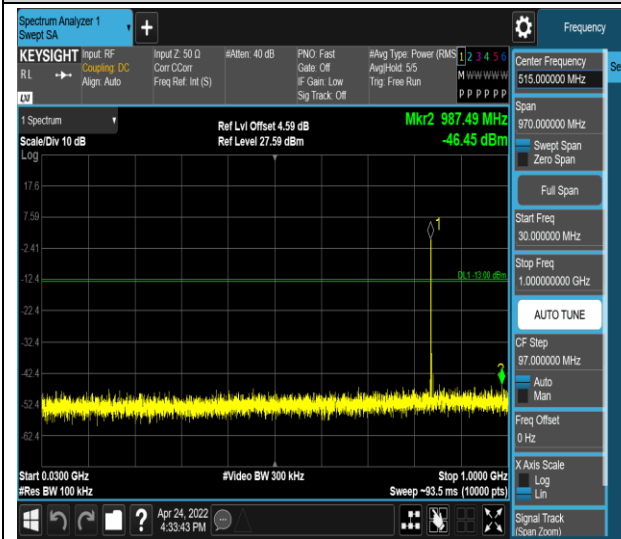 Spectrum Analyzer 1
Swept SA
+
Frequency
KEYSIGHT
RL
LXI
Input: RF
Coupling: DC
Align: Auto
Input Z: 50 Ω
Corr CCorr
Freq Ref: Int (S)
#Atten: 40 dB
PNO: Fast
Gate: Off
IF Gain: Low
Sig Track: Off
#Avg Type: Power (RMS
Avg|Hold: 5/5
Trig: Free Run
1 2 3 4 5 6
M W W W W W
P P P P P P
1 Spectrum
Scale/Div 10 dB
Ref Lvl Offset 4.59 dB
Ref Level 27.59 dBm
Mkr2 987.49 MHz
-46.45 dBm
Log
17.6
7.59
-2.41
-12.4
-22.4
-32.4
-42.4
-52.4
-62.4
1
DL1 -13.00 dBm
2
Start 0.0300 GHz
#Res BW 100 kHz
#Video BW 300 kHz
Stop 1.0000 GHz
Sweep ~93.5 ms (10000 pts)
?
Apr 24, 2022
4:33:43 PM
Center Frequency
515.000000 MHz
Span
970.000000 MHz
Swept Span
Zero Span
Full Span
Start Freq
30.000000 MHz
Stop Freq
1.000000000 GHz
AUTO TUNE
CF Step
97.000000 MHz
Auto
Man
Freq Offset
0 Hz
X Axis Scale
Log
Lin
Signal Track
(Span Zoom)
Se